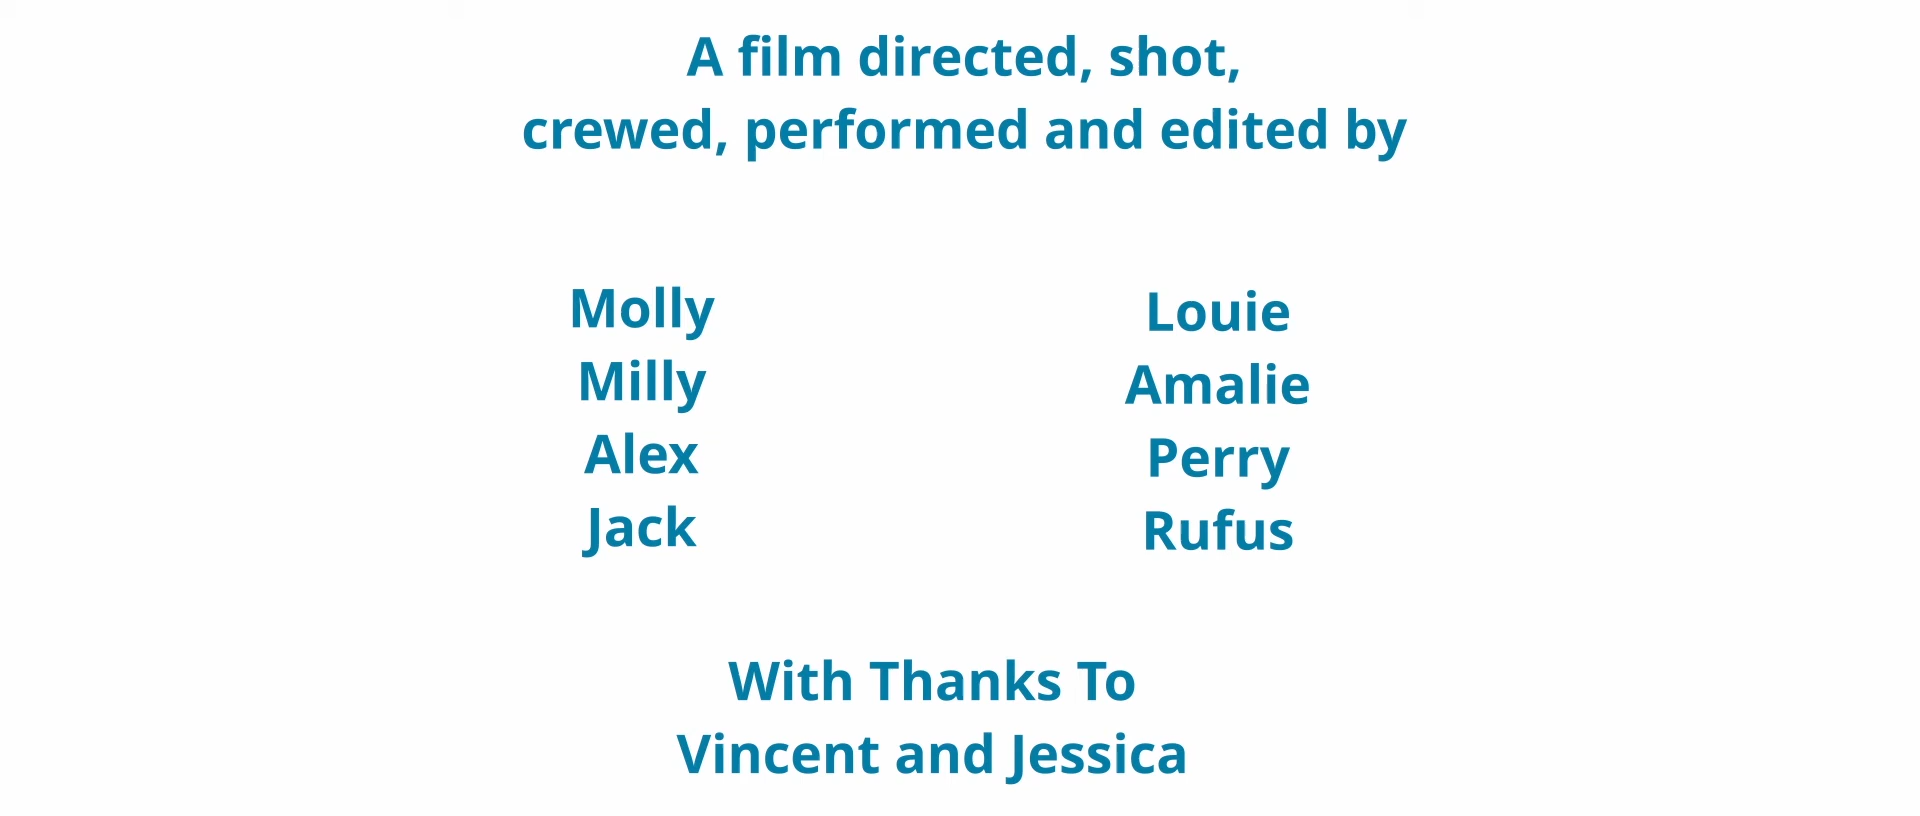 A film directed, shot,
crewed, performed and edited by
Molly
Milly
Alex
Jack
Louie
Amalie
Perry
Rufus
With Thanks To
Vincent and Jessica